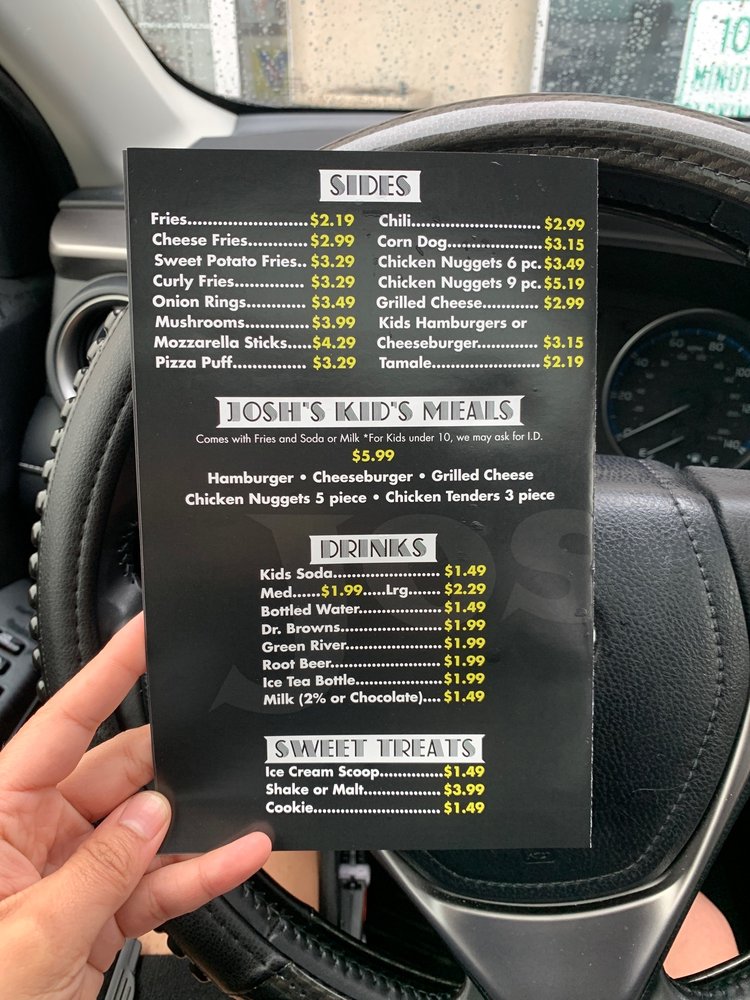 SIDES
Fries..............................$2.19
Cheese Fries...............$2.99
Sweet Potato Fries..$3.29
Curly Fries..................$3.29
Onion Rings...............$3.49
Mushrooms................$3.99
Mozzarella Sticks.....$4.29
Pizza Puff....................$3.29
Chili................................$2.99
Corn Dog.......................$3.15
Chicken Nuggets 6 pc.$3.49
Chicken Nuggets 9 pc.$5.19
Grilled Cheese............$2.99
Kids Hamburgers or
Cheeseburger.............$3.15
Tamale..........................$2.19
JOSH'S KID'S MEALS
Comes with Fries and Soda or Milk *For Kids under 10, we may ask for I.D.
$5.99
Hamburger • Cheeseburger • Grilled Cheese
Chicken Nuggets 5 piece • Chicken Tenders 3 piece
DRINKS
Kids Soda.......................$1.49
Med......$1.99.....Lrg.......$2.29
Bottled Water.................$1.49
Dr. Browns.....................$1.99
Green River....................$1.99
Root Beer.......................$1.99
Ice Tea Bottle..................$1.99
Milk (2% or Chocolate)....$1.49
SWEET TREATS
Ice Cream Scoop..............$1.49
Shake or Malt.................$3.99
Cookie............................$1.49
10
MINUT
80
100
140
E